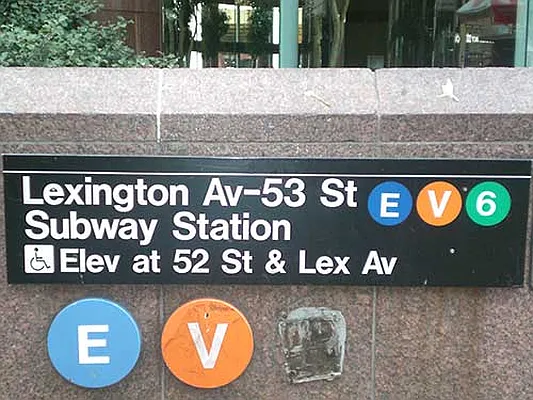 Lexington Av-53 St E V 6
Subway Station
Elev at 52 St & Lex Av
E V